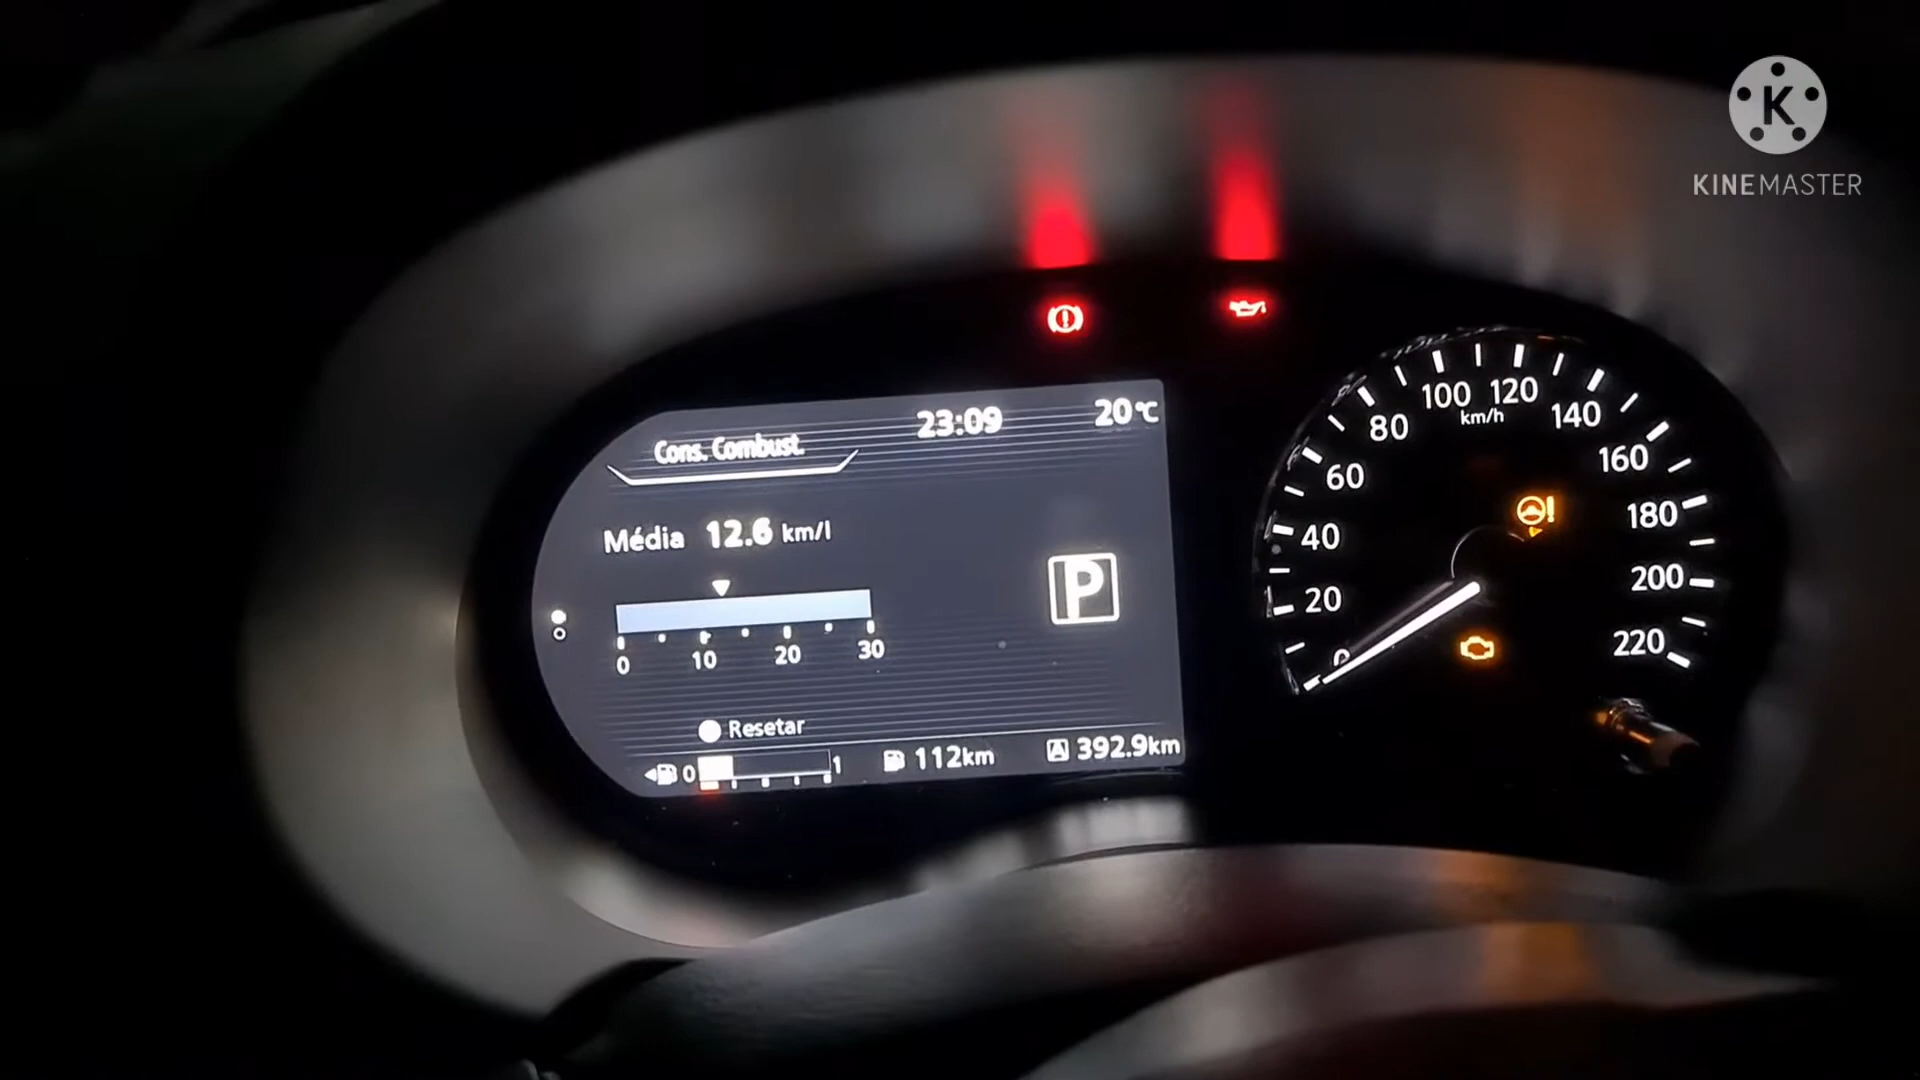 K
KINEMASTER
23:09
20°C
Cons. Combust.
Média 12.6 km/l
P
0 10 20 30
Resetar
0 1
112km
A 392.9km
0 20 40 60 80 100 120 140 160 180 200 220
km/h